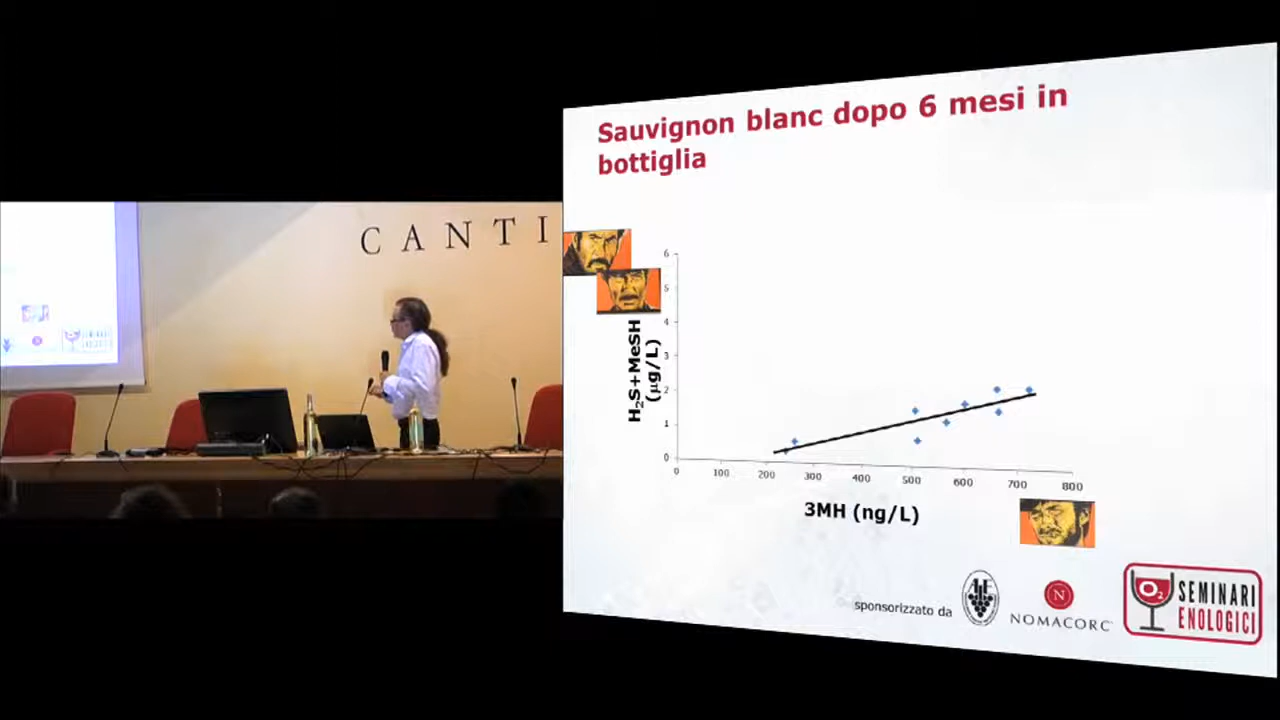 Sauvignon blanc dopo 6 mesi in
bottiglia
CANTI
H₂S+MeSH
(µg/L)
6
5
4
3
2
1
0
0 100 200 300 400 500 600 700 800
3MH (ng/L)
sponsorizzato da
N
NOMACORC
O₂
SEMINARI
ENOLOGICI